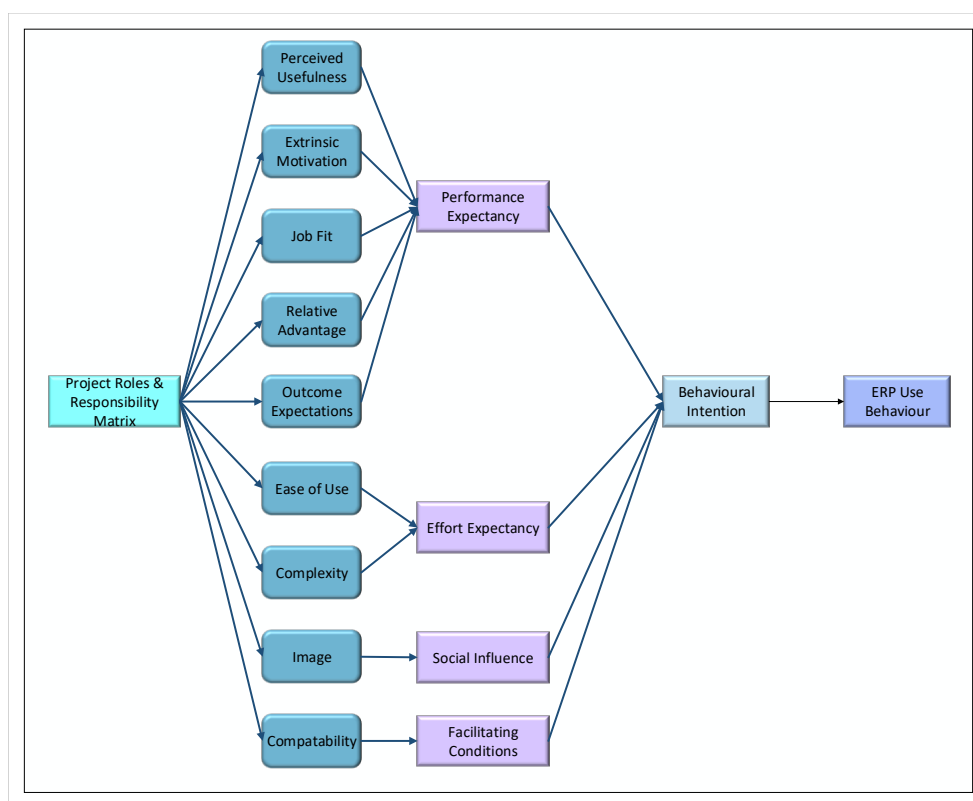 Perceived
Usefulness
Extrinsic
Motivation
Performance
Expectancy
Job Fit
Relative
Advantage
Project Roles &
Responsibility
Matrix
Outcome
Expectations
Behavioural
Intention
ERP Use
Behaviour
Ease of Use
Effort Expectancy
Complexity
Image
Social Influence
Compatability
Facilitating
Conditions